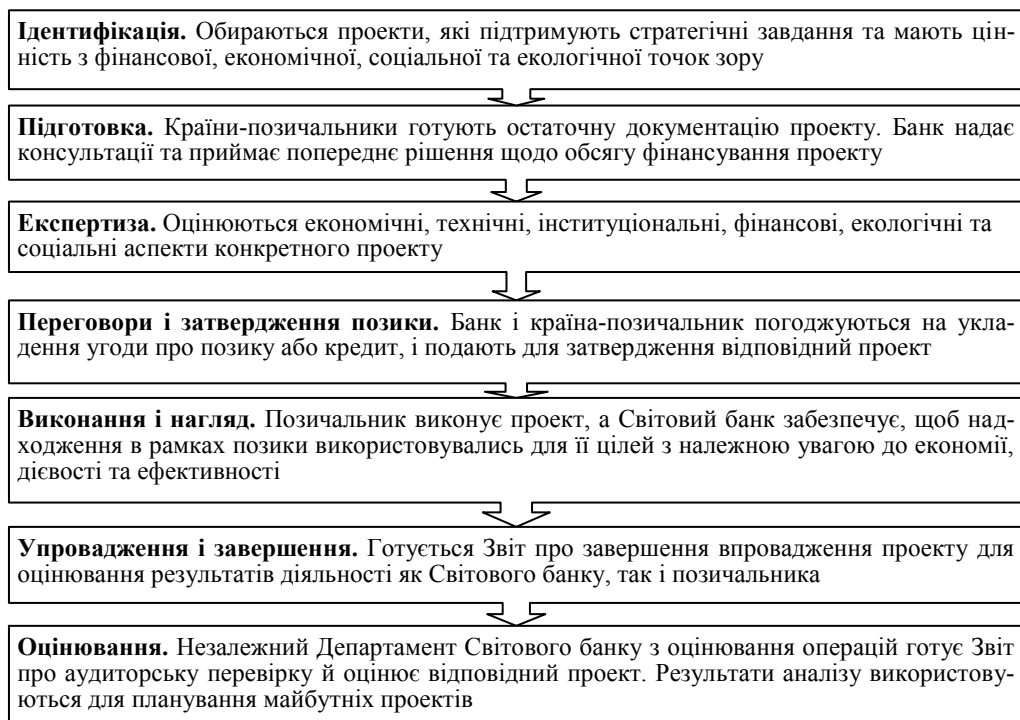 Ідентифікація. Обираються проекти, які підтримують стратегічні завдання та мають цін-
ність з фінансової, економічної, соціальної та екологічної точок зору
Підготовка. Країни-позичальники готують остаточну документацію проекту. Банк надає
консультації та приймає попереднє рішення щодо обсягу фінансування проекту
Експертиза. Оцінюються економічні, технічні, інституціональні, фінансові, екологічні та
соціальні аспекти конкретного проекту
Переговори і затвердження позики. Банк і країна-позичальник погоджуються на укла-
дення угоди про позику або кредит, і подають для затвердження відповідний проект
Виконання і нагляд. Позичальник виконує проект, а Світовий банк забезпечує, щоб над-
ходження в рамках позики використовувались для її цілей з належною увагою до економії,
дієвості та ефективності
Упровадження і завершення. Готується Звіт про завершення впровадження проекту для
оцінювання результатів діяльності як Світового банку, так і позичальника
Оцінювання. Незалежний Департамент Світового банку з оцінювання операцій готує Звіт
про аудиторську перевірку й оцінює відповідний проект. Результати аналізу використову-
ються для планування майбутніх проектів